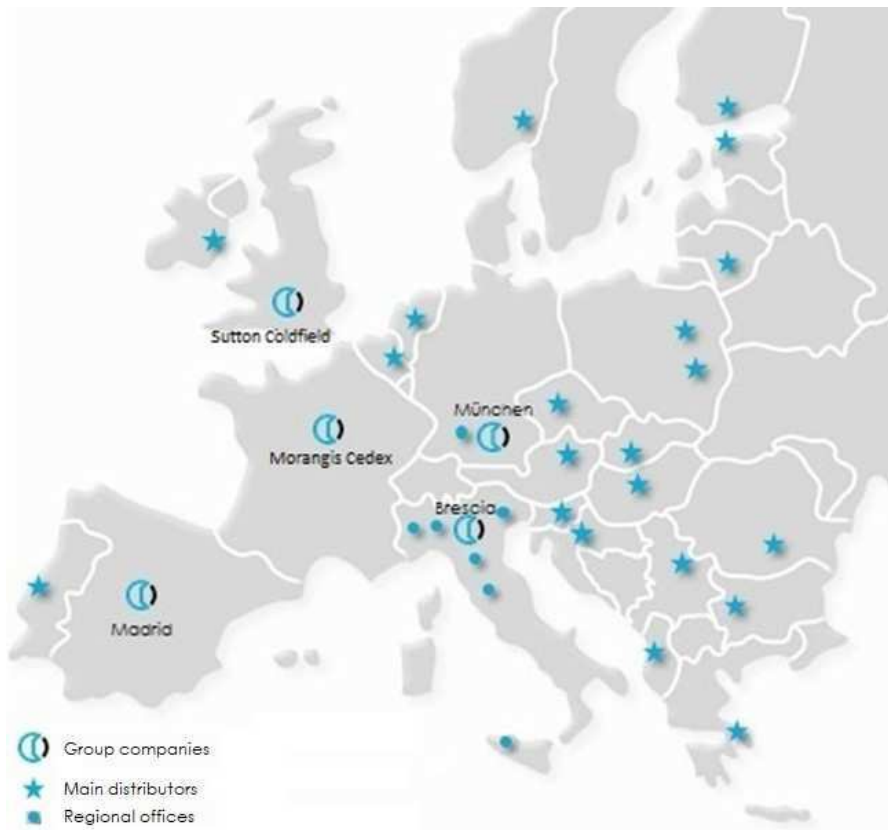 Sutton Coldfield
München
Morangis Cedex
Brescia
Madrid
Group companies
Main distributors
Regional offices